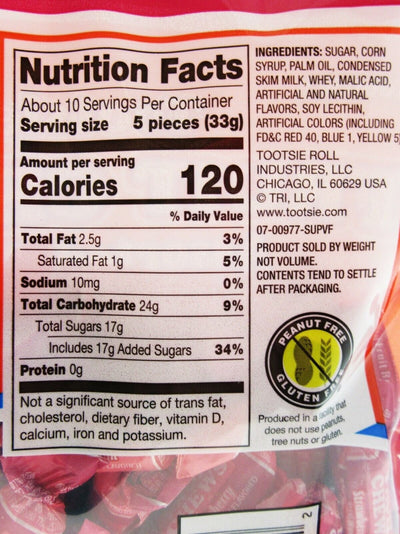 Nutrition Facts
About 10 Servings Per Container
Serving size 5 pieces (33g)
Amount per serving
Calories 120
% Daily Value
Total Fat 2.5g 3%
Saturated Fat 1g 5%
Sodium 10mg 0%
Total Carbohydrate 24g 9%
Total Sugars 17g
Includes 17g Added Sugars 34%
Protein 0g
Not a significant source of trans fat,
cholesterol, dietary fiber, vitamin D,
calcium, iron and potassium.
INGREDIENTS: SUGAR, CORN
SYRUP, PALM OIL, CONDENSED
SKIM MILK, WHEY, MALIC ACID,
ARTIFICIAL AND NATURAL
FLAVORS, SOY LECITHIN,
ARTIFICIAL COLORS (INCLUDING
FD&C RED 40, BLUE 1, YELLOW 5)
TOOTSIE ROLL
INDUSTRIES, LLC
CHICAGO, IL 60629 USA
© TRI, LLC
www.tootsie.com
07-00977-SUPVF
PRODUCT SOLD BY WEIGHT
NOT VOLUME.
CONTENTS TEND TO SETTLE
AFTER PACKAGING.
PEANUT FREE
GLUTEN FREE
Produced in a facility that
does not use peanuts,
tree nuts or gluten.
2